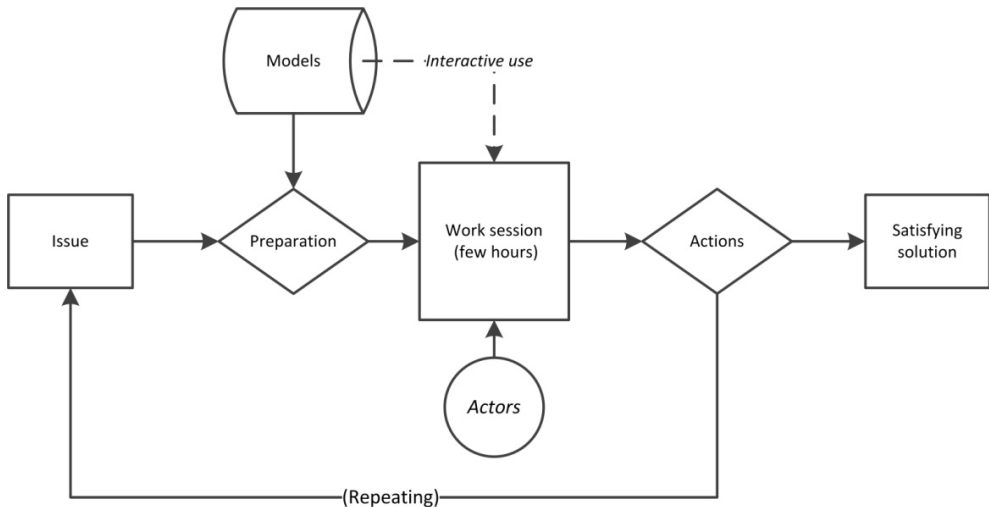 Models
Interactive use
Issue
Preparation
Work session
(few hours)
Actions
Satisfying
solution
Actors
(Repeating)